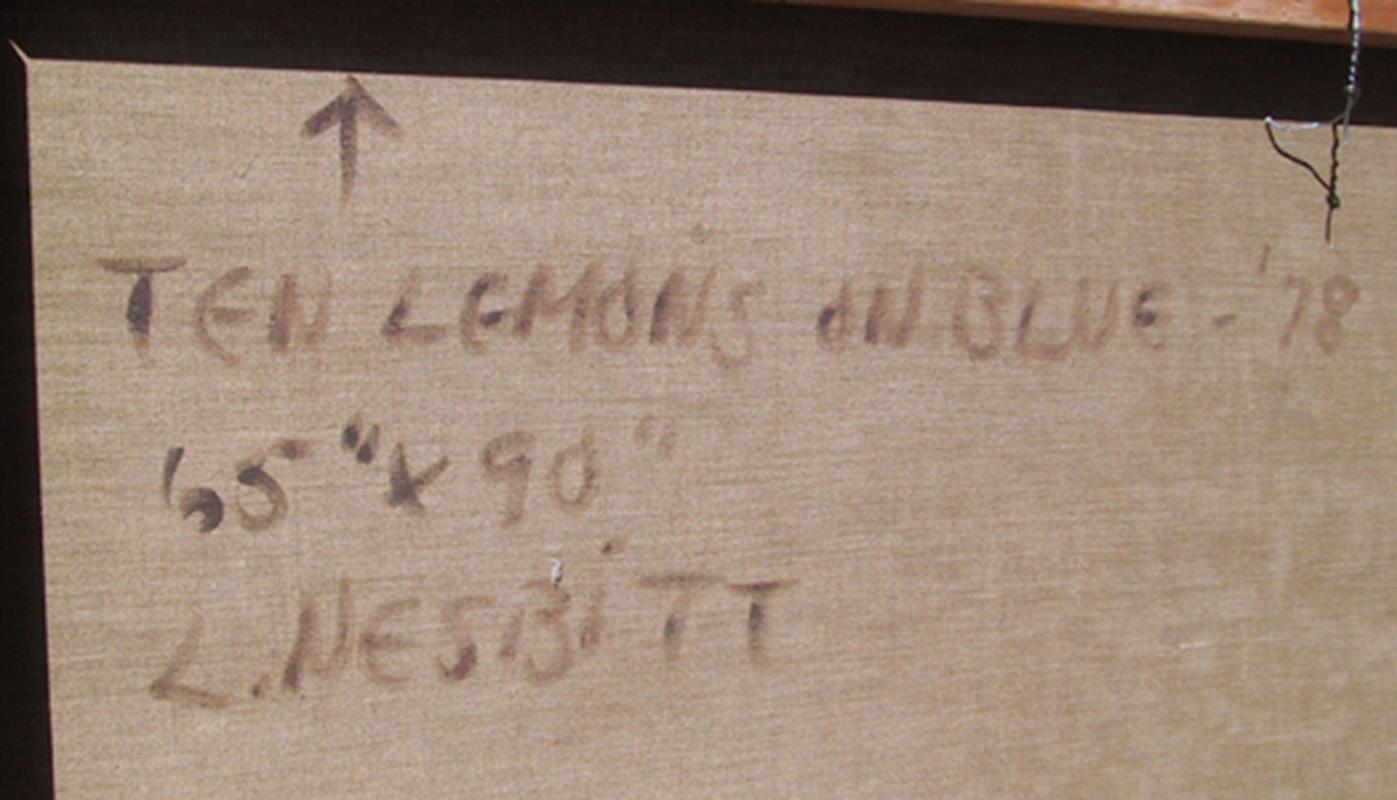 TEN LEMONS ON BLUE - '78
65" X 90"
L. NESBITT